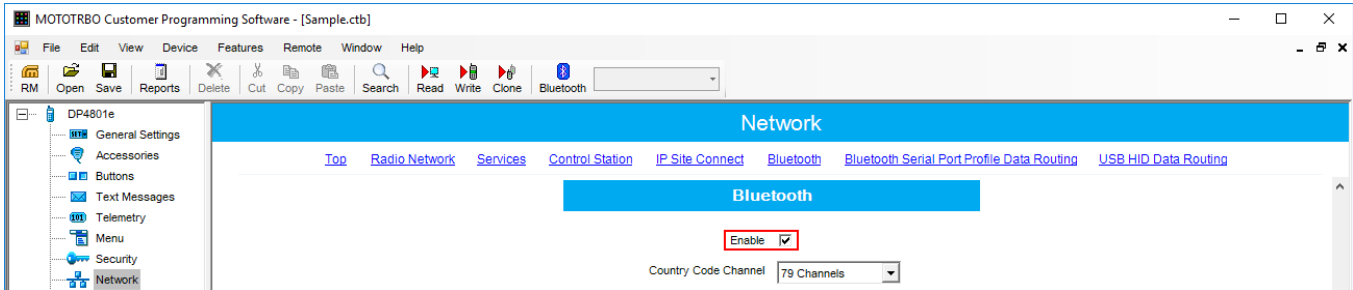 MOTOTRBO Customer Programming Software - [Sample.ctb]
File Edit View Device Features Remote Window Help
RM Open Save Reports Delete Cut Copy Paste Search Read Write Clone Bluetooth
DP4801e
General Settings
Accessories
Buttons
Text Messages
Telemetry
Menu
Security
Network
Network
Top Radio Network Services Control Station IP Site Connect Bluetooth Bluetooth Serial Port Profile Data Routing USB HID Data Routing
Bluetooth
Enable
Country Code Channel 79 Channels